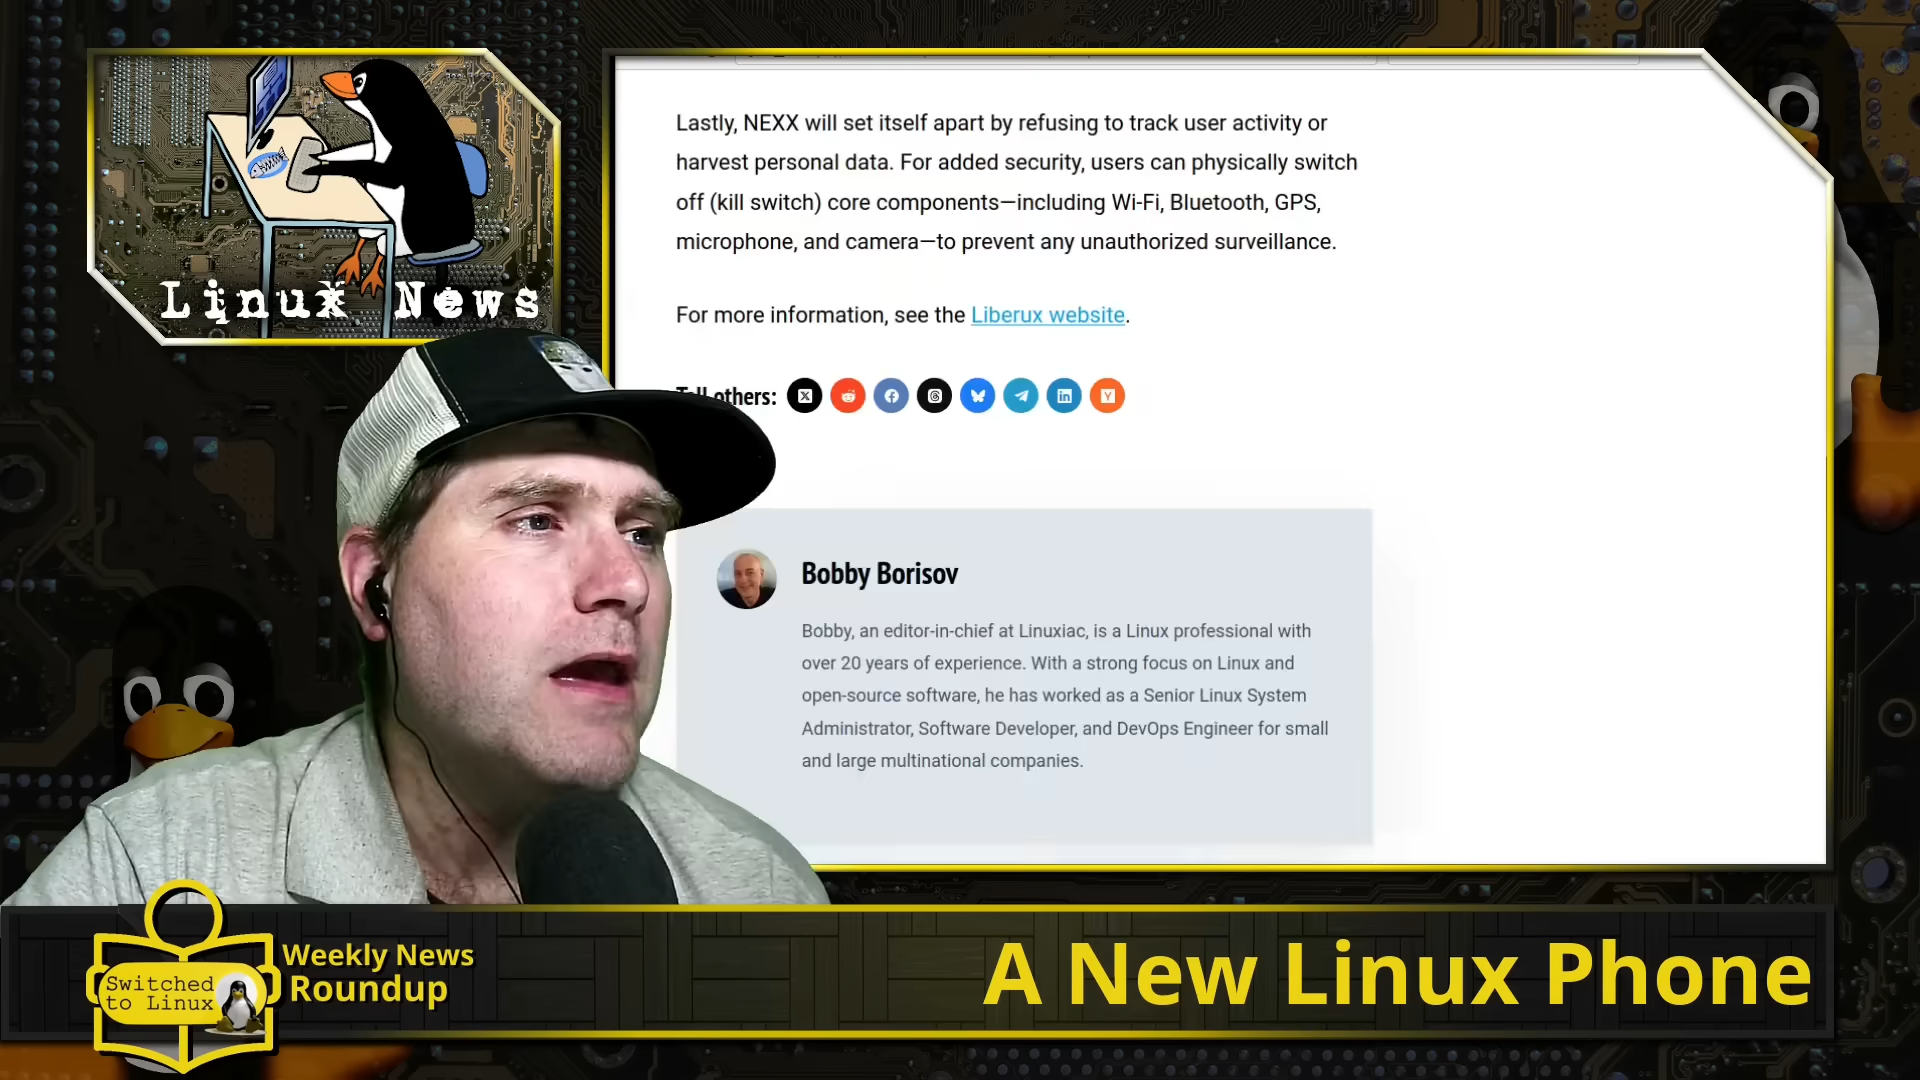 Linux News
Lastly, NEXX will set itself apart by refusing to track user activity or
harvest personal data. For added security, users can physically switch
off (kill switch) core components—including Wi-Fi, Bluetooth, GPS,
microphone, and camera—to prevent any unauthorized surveillance.
For more information, see the Liberux website.
others:
Bobby Borisov
Bobby, an editor-in-chief at Linuxiac, is a Linux professional with
over 20 years of experience. With a strong focus on Linux and
open-source software, he has worked as a Senior Linux System
Administrator, Software Developer, and DevOps Engineer for small
and large multinational companies.
Switched
to Linux
Weekly News
Roundup
A New Linux Phone